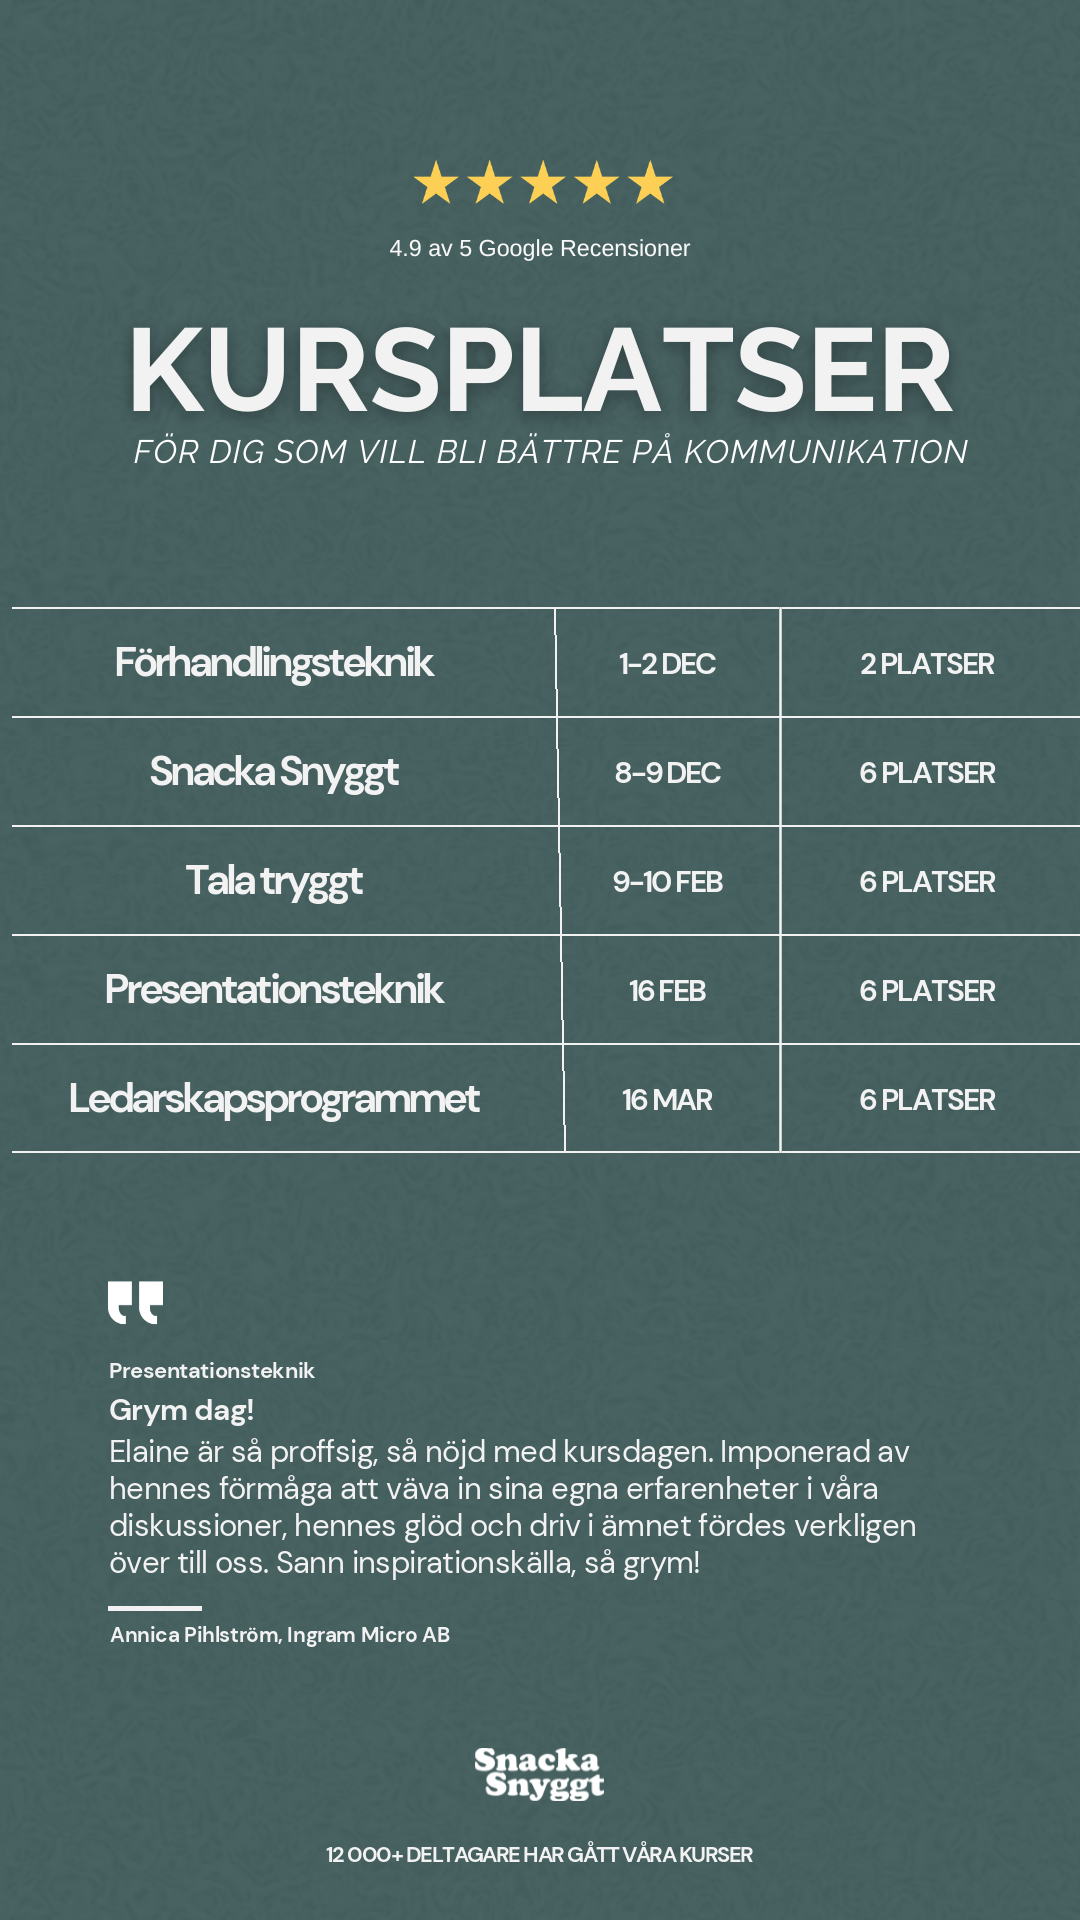 4.9 av 5 Google Recensioner
KURSPLATSER
FÖR DIG SOM VILL BLI BÄTTRE PÅ KOMMUNIKATION
Förhandlingsteknik 1-2 DEC 2 PLATSER
Snacka Snyggt 8-9 DEC 6 PLATSER
Tala tryggt 9-10 FEB 6 PLATSER
Presentationsteknik 16 FEB 6 PLATSER
Ledarskapsprogrammet 16 MAR 6 PLATSER
Presentationsteknik
Grym dag!
Elaine är så proffsig, så nöjd med kursdagen. Imponerad av
hennes förmåga att väva in sina egna erfarenheter i våra
diskussioner, hennes glöd och driv i ämnet fördes verkligen
över till oss. Sann inspirationskälla, så grym!
Annica Pihlström, Ingram Micro AB
Snacka
Snyggt
12 000+ DELTAGARE HAR GÅTT VÅRA KURSER